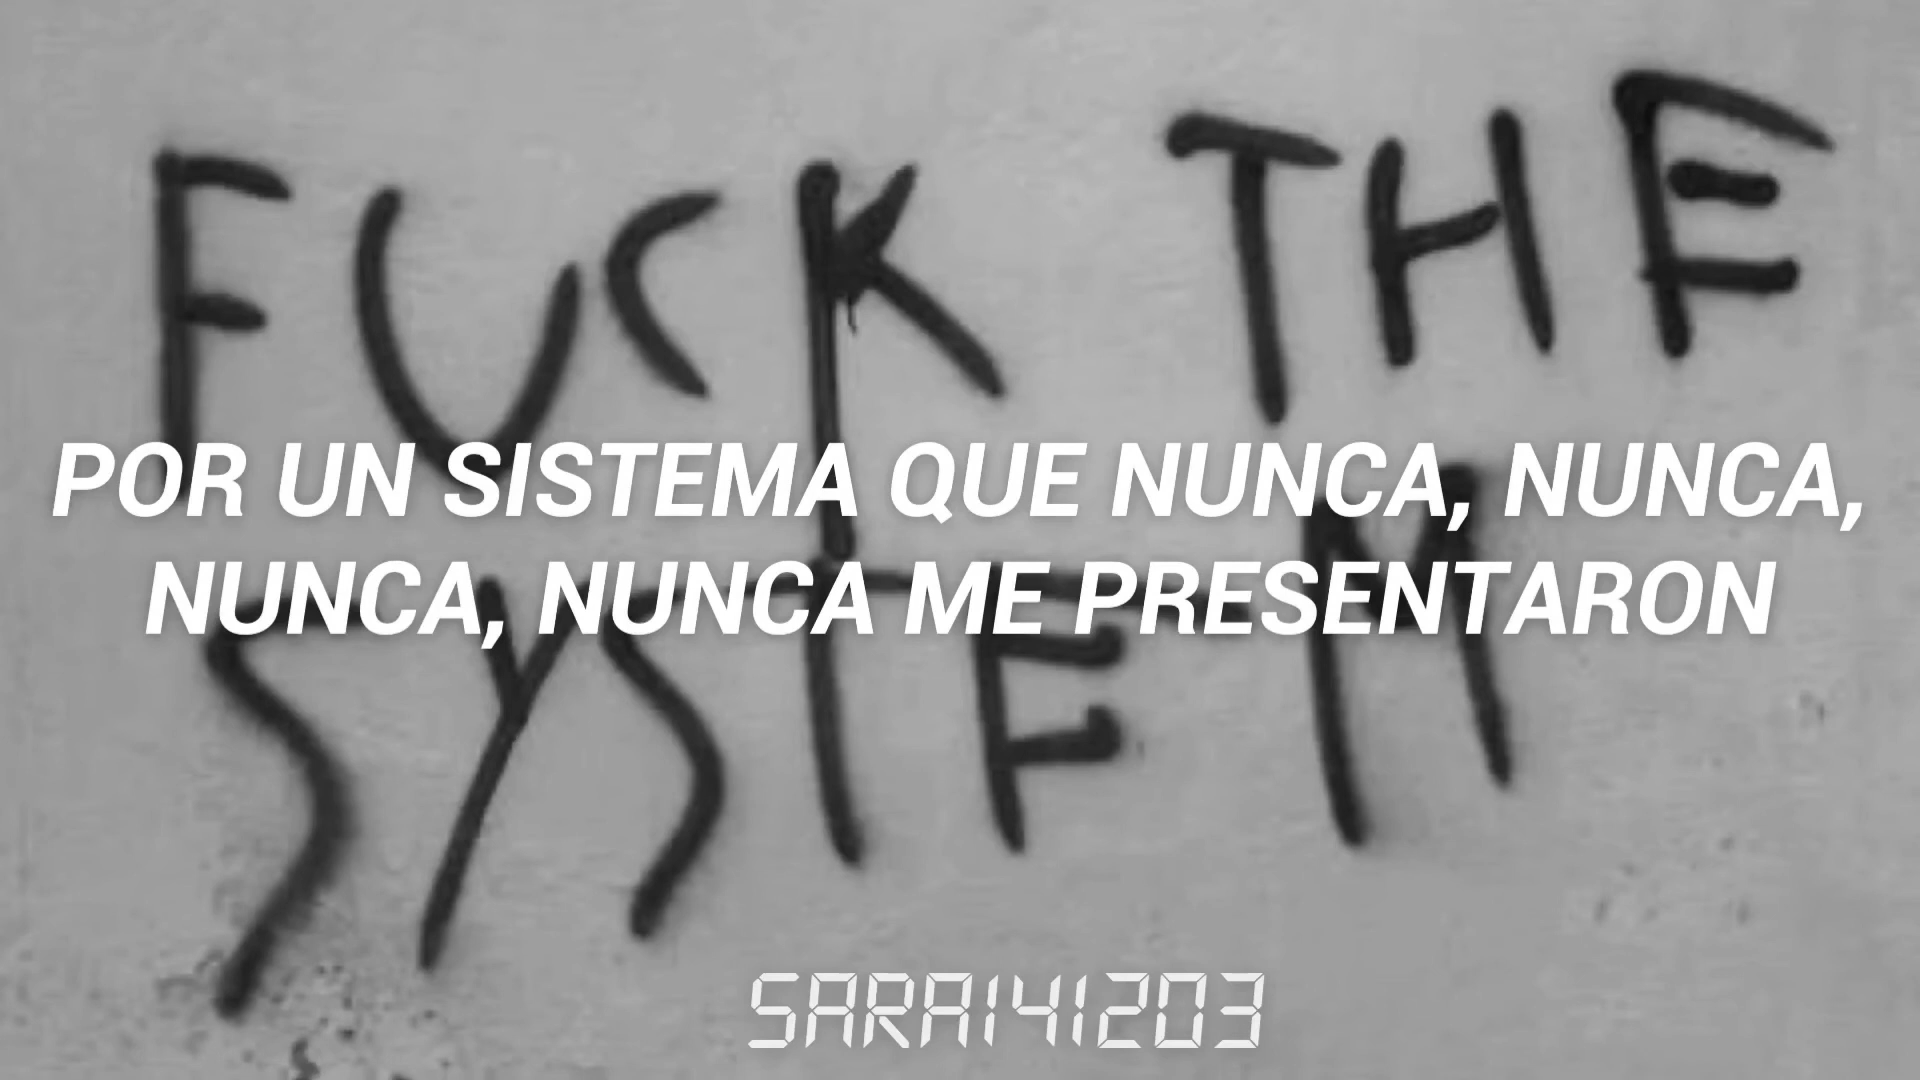 FUCK THE
POR UN SISTEMA QUE NUNCA, NUNCA,
NUNCA, NUNCA ME PRESENTARON
SYSTEM
SARA141203